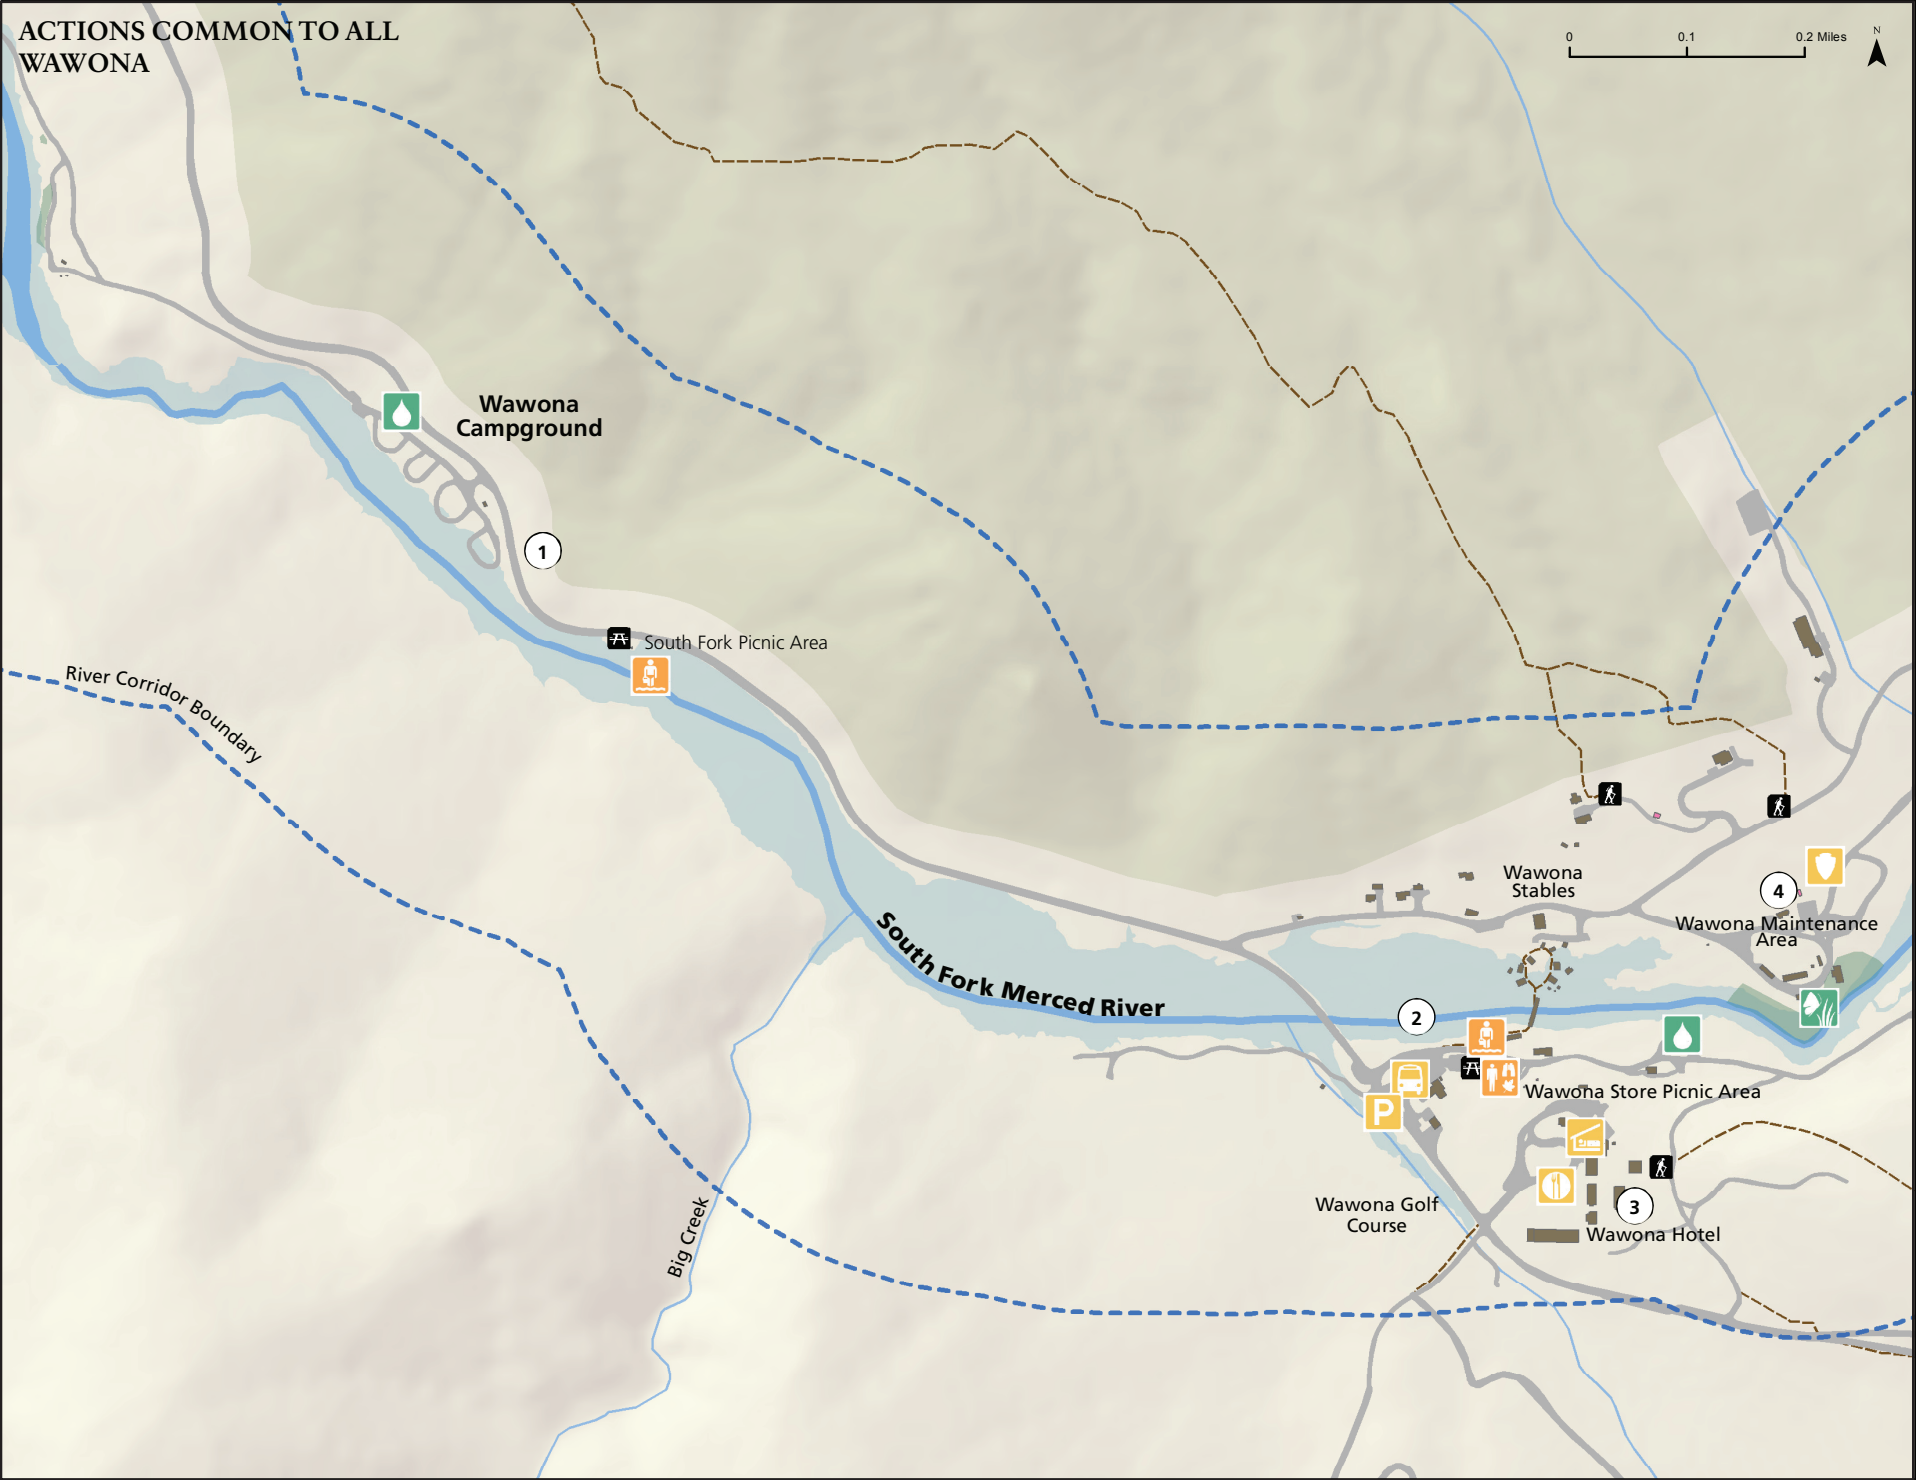 ACTIONS COMMON TO ALL
WAWONA
0 0.1 0.2 Miles
N
Wawona
Campground
1
South Fork Picnic Area
River Corridor Boundary
Wawona
Stables
4
Wawona Maintenance
Area
South Fork Merced River
2
Wawona Store Picnic Area
P
Wawona Golf
Course
3
Wawona Hotel
Big Creek